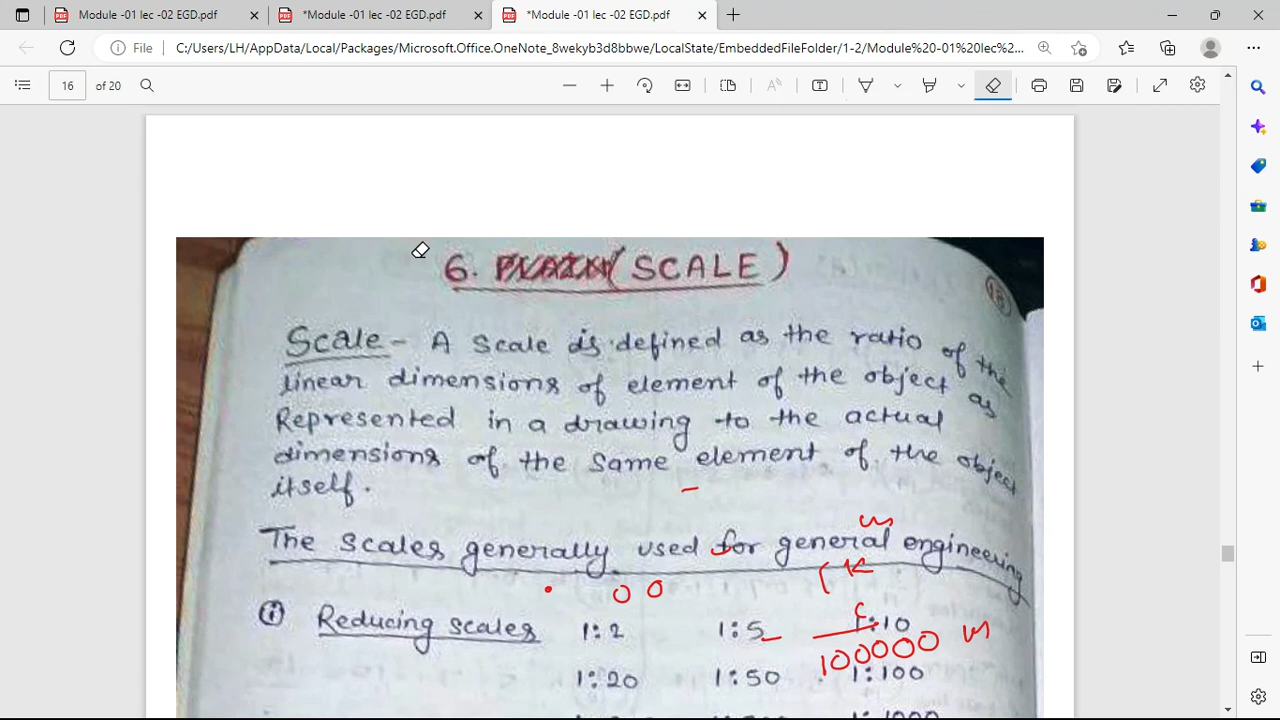 Module -01 lec -02 EGD.pdf
*Module -01 lec -02 EGD.pdf
*Module -01 lec -02 EGD.pdf
File
C:/Users/LH/AppData/Local/Packages/Microsoft.Office.OneNote_8wekyb3d8bbwe/LocalState/EmbeddedFileFolder/1-2/Module%20-01%20lec%...
16 of 20
6. (SCALE)
18
Scale - A Scale is defined as the ratio of the
linear dimensions of element of the object as
Represented in a drawing to the actual
dimensions of the same element of the object
itself.
The scales generally used for general engineering
(i) Reducing scales 1:2 1:5 1:10
100000
1:20 1:50 1:100
1:1000